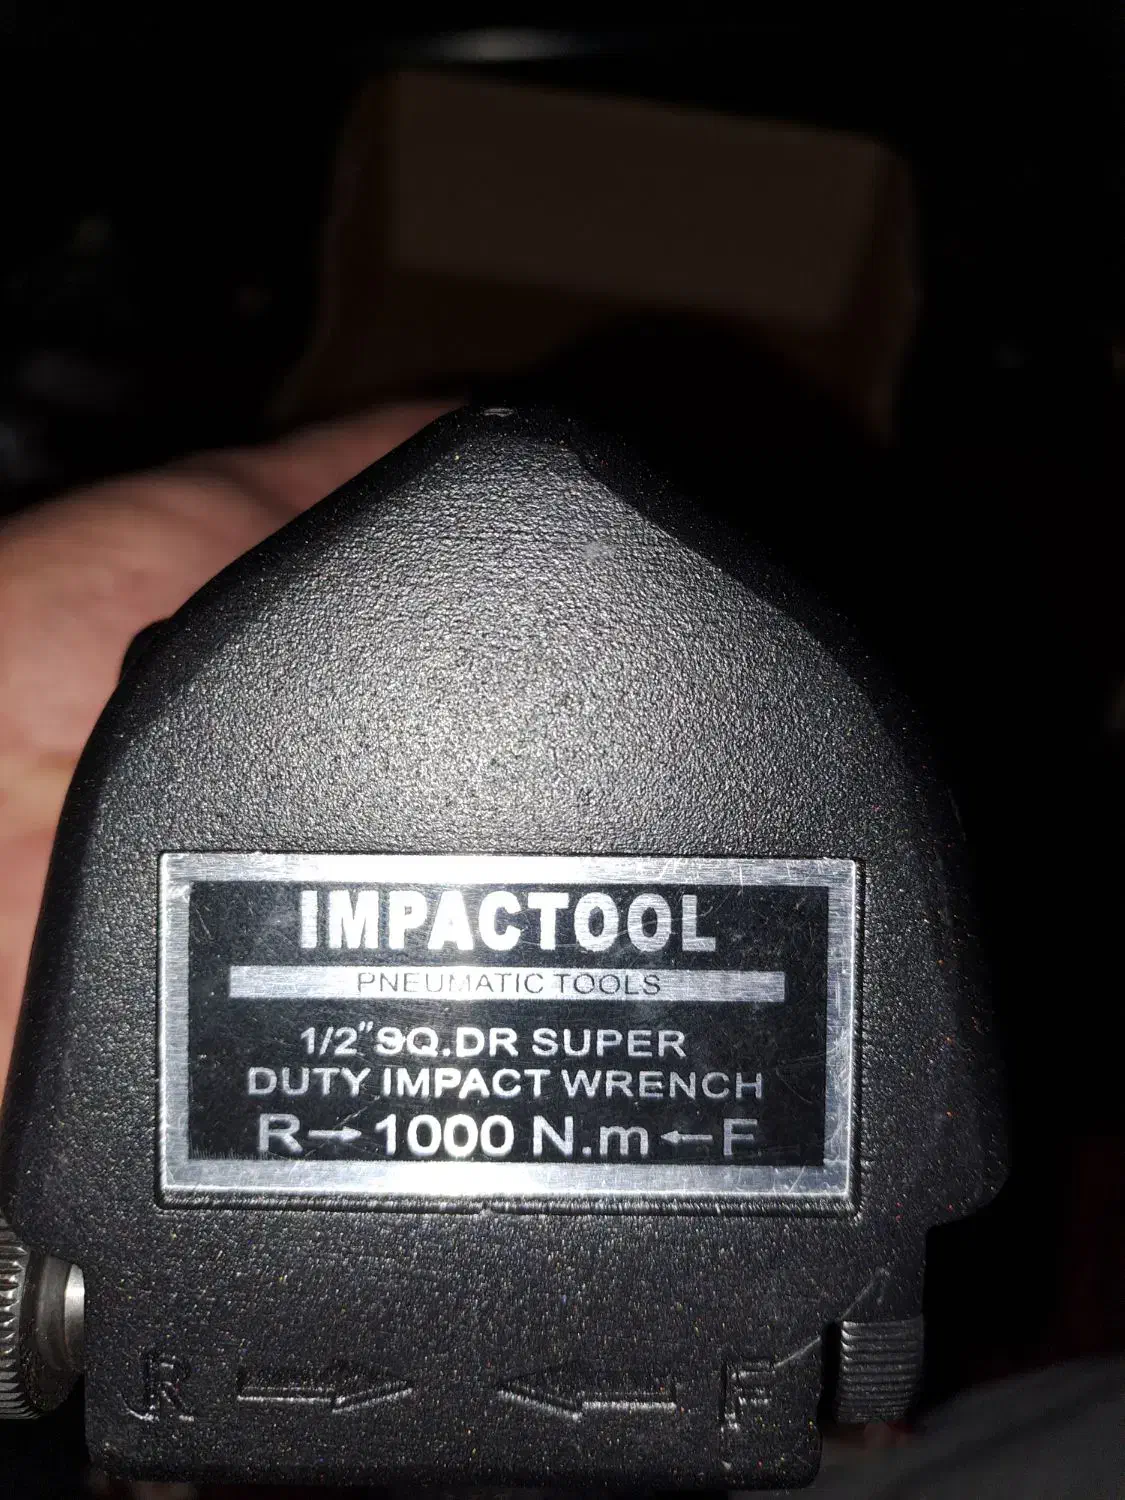 IMPACTOOL
PNEUMATIC TOOLS
1/2" SQ.DR SUPER
DUTY IMPACT WRENCH
R→1000 N.m←F
R → ← F